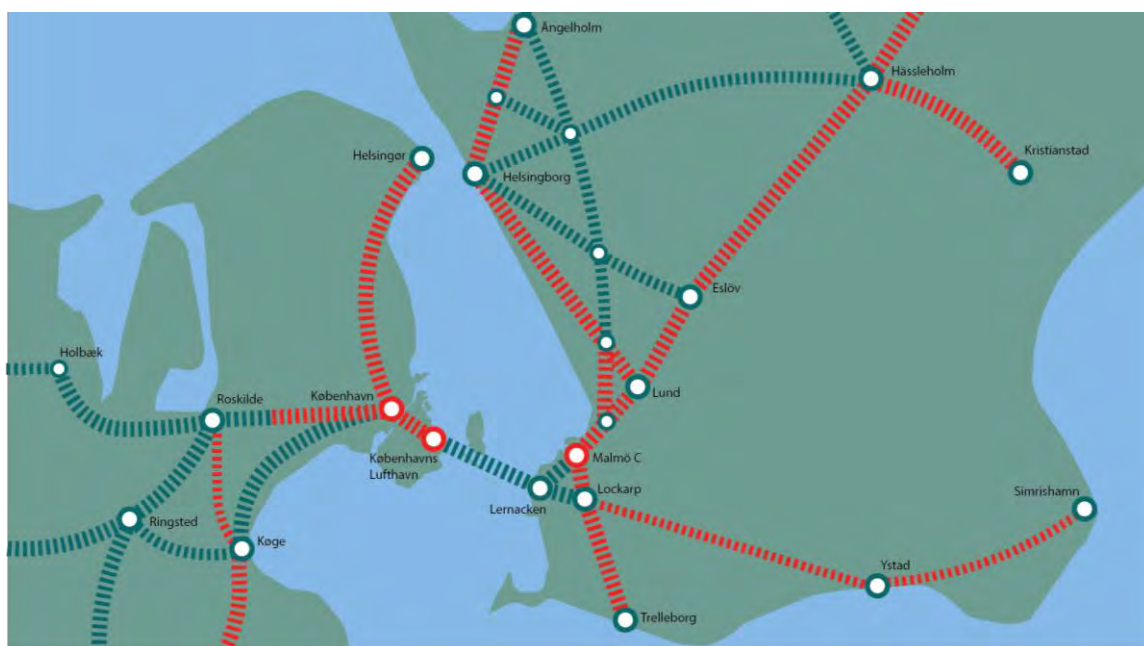 Ängelholm
Hässleholm
Helsingør
Kristianstad
Helsingborg
Eslöv
Holbæk
Roskilde
København
Lund
Københavns
Lufthavn
Malmö C
Lernacken
Lockarp
Simrishamn
Ringsted
Køge
Ystad
Trelleborg